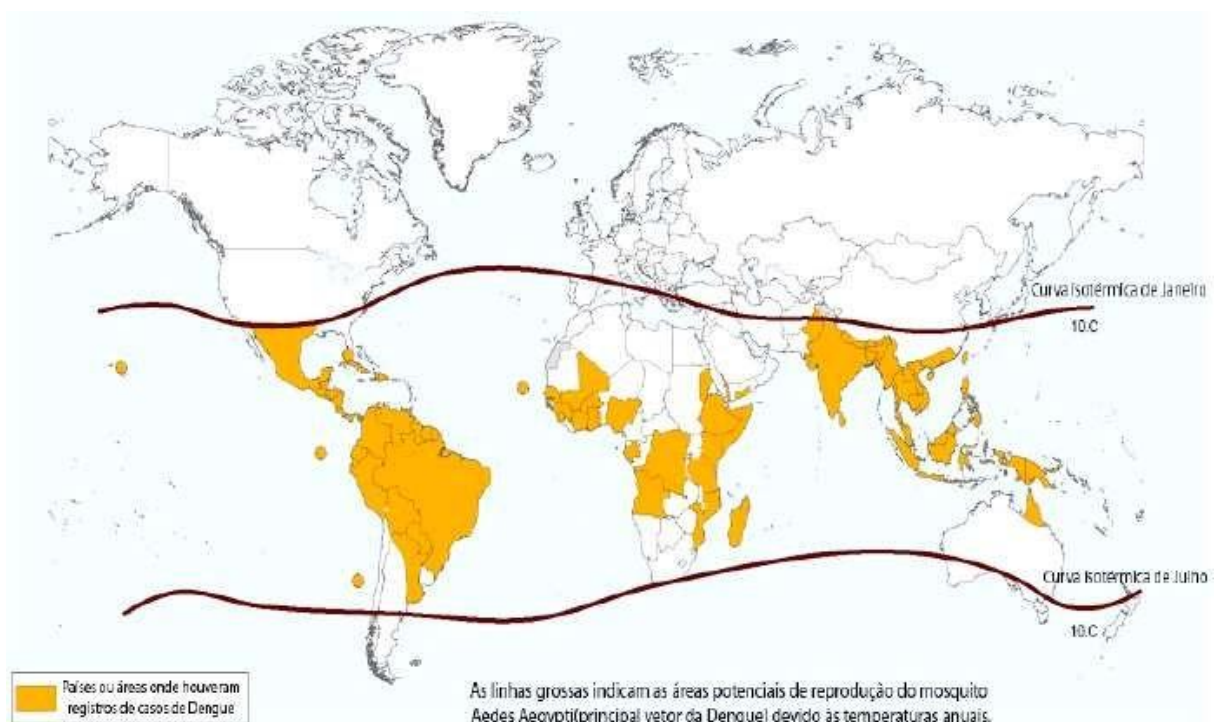 Curva Isotérmica de Janeiro
10.C
Curva Isotérmica de Julho
10.C
Países ou áreas onde houveram
registros de casos de Dengue
As linhas grossas indicam as áreas potenciais de reprodução do mosquito
Aedes Aegypti(principal vetor da Dengue) devido às temperaturas anuais.